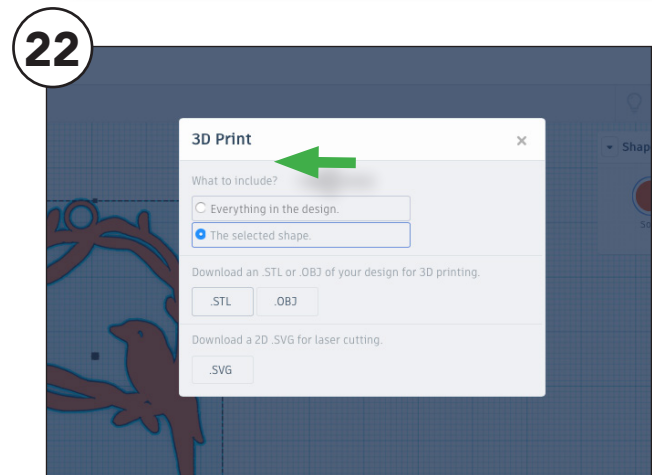 22
3D Print
×
What to include?
Everything in the design.
The selected shape.
Download an .STL or .OBJ of your design for 3D printing.
.STL
.OBJ
Download a 2D .SVG for laser cutting.
.SVG